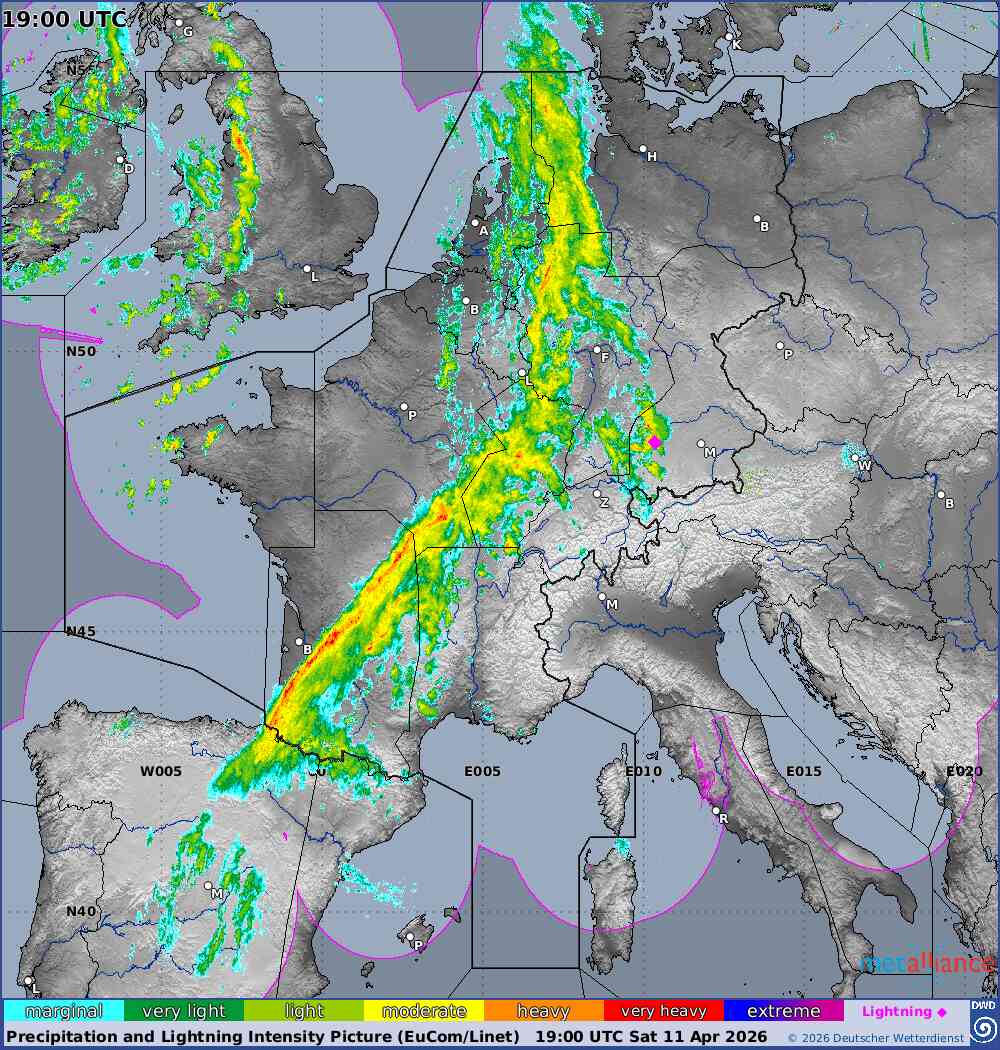 19:00 UTC
G
K
N55
D
H
B
A
L
B
N50
F
P
L
P
M
W
Z
B
M
N45
B
W005
0
E005
E010
E015
E020
R
M
N40
P
L
metalliance
marginal very light light moderate heavy very heavy extreme Lightning ◆ DWD
Precipitation and Lightning Intensity Picture (EuCom/Linet) 19:00 UTC Sat 11 Apr 2026 © 2026 Deutscher Wetterdienst